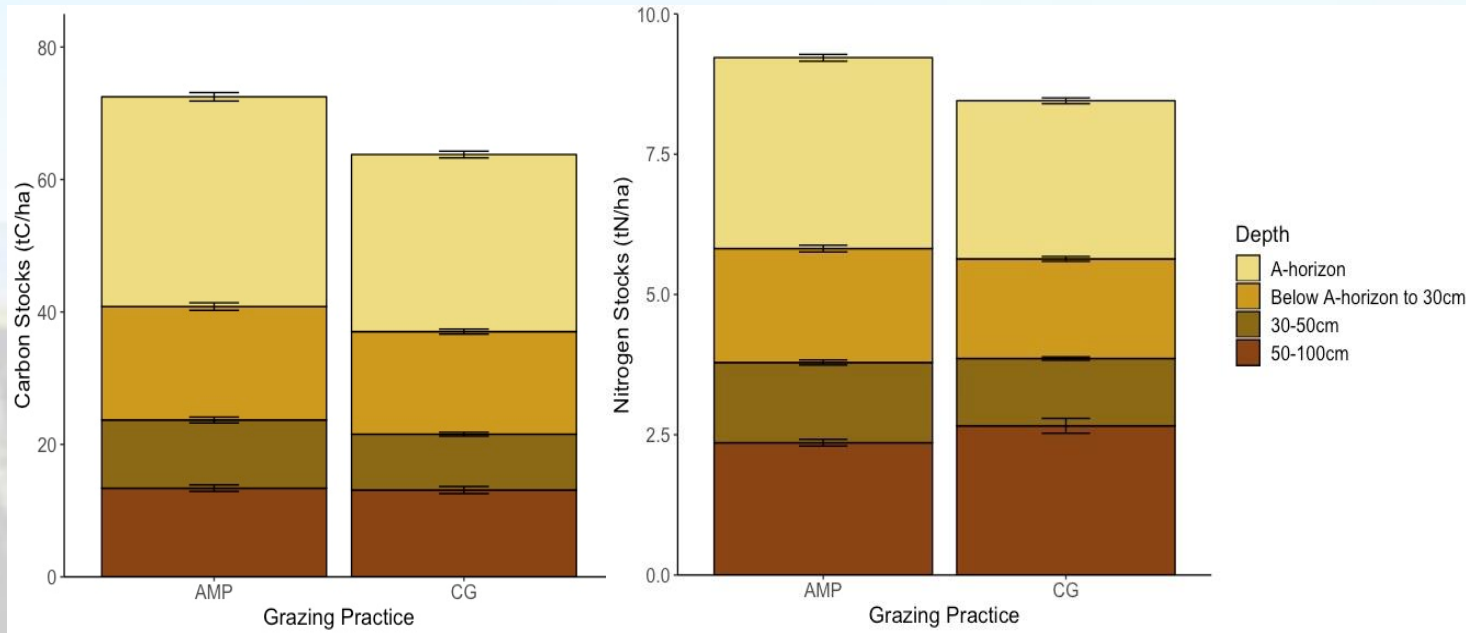 80
60
40
20
0
Carbon Stocks (tC/ha)
AMP
CG
Grazing Practice
10.0
7.5
5.0
2.5
0.0
Nitrogen Stocks (tN/ha)
AMP
CG
Grazing Practice
Depth
A-horizon
Below A-horizon to 30cm
30-50cm
50-100cm